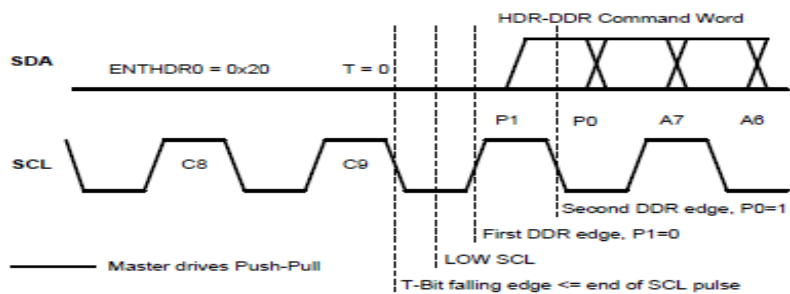 HDR-DDR Command Word
SDA
ENTHDR0 = 0x20
T = 0
P1
P0
A7
A6
SCL
C8
C9
Second DDR edge, P0=1
First DDR edge, P1=0
LOW SCL
Master drives Push-Pull
T-Bit falling edge <= end of SCL pulse